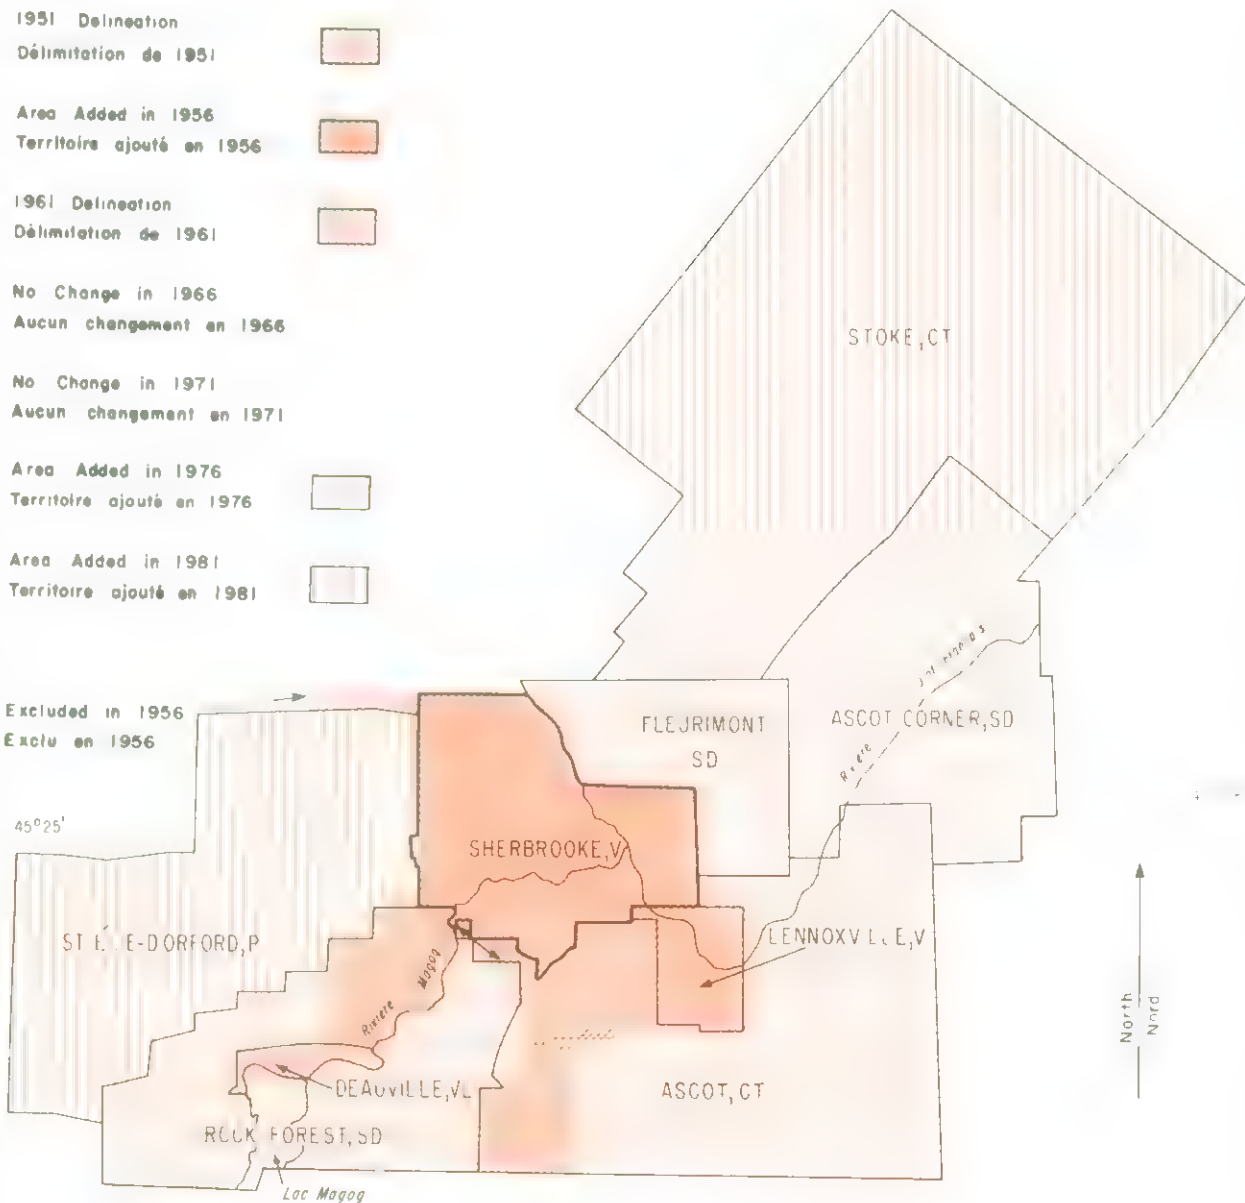 1951 Delineation
Délimitation de 1951
Area Added in 1956
Territoire ajouté en 1956
1961 Delineation
Délimitation de 1961
No Change in 1966
Aucun changement en 1966
No Change in 1971
Aucun changement en 1971
Area Added in 1976
Territoire ajouté en 1976
Area Added in 1981
Territoire ajouté en 1981
Excluded in 1956
Exclu en 1956
45°25'
STOKE, CT
FLEURIMONT
SD
ASCOT CORNER, SD
Rivière
SHERBROOKE, V
LENNOXVILLE, V
ST ÉLIE-D'ORFORD, P
Rivière Magog
DEAUVILLE, VL
ASCOT, CT
ROCK FOREST, SD
Lac Magog
North
Nord